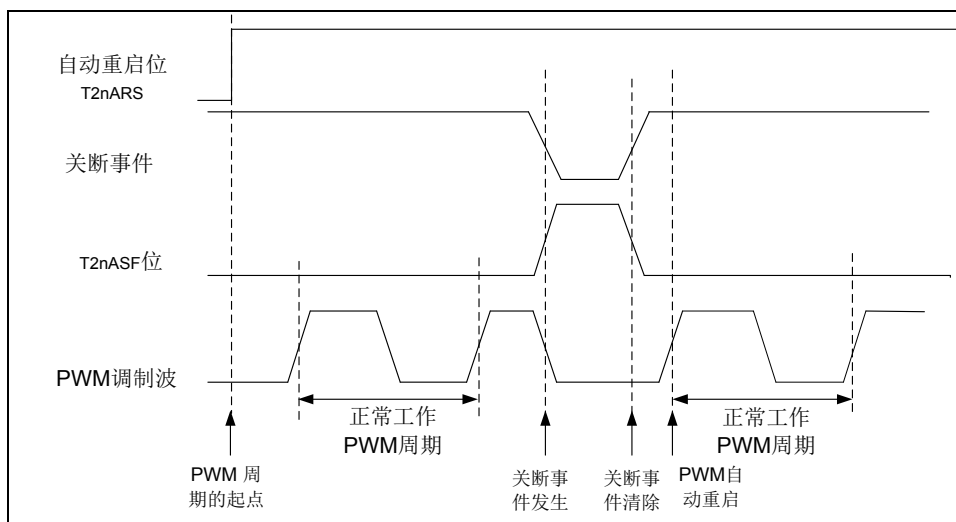 自动重启位
T2nARS
关断事件
T2nASF位
PWM调制波
正常工作
PWM周期
正常工作
PWM周期
PWM 周
期的起点
关断事
件发生
关断事
件清除
PWM自
动重启